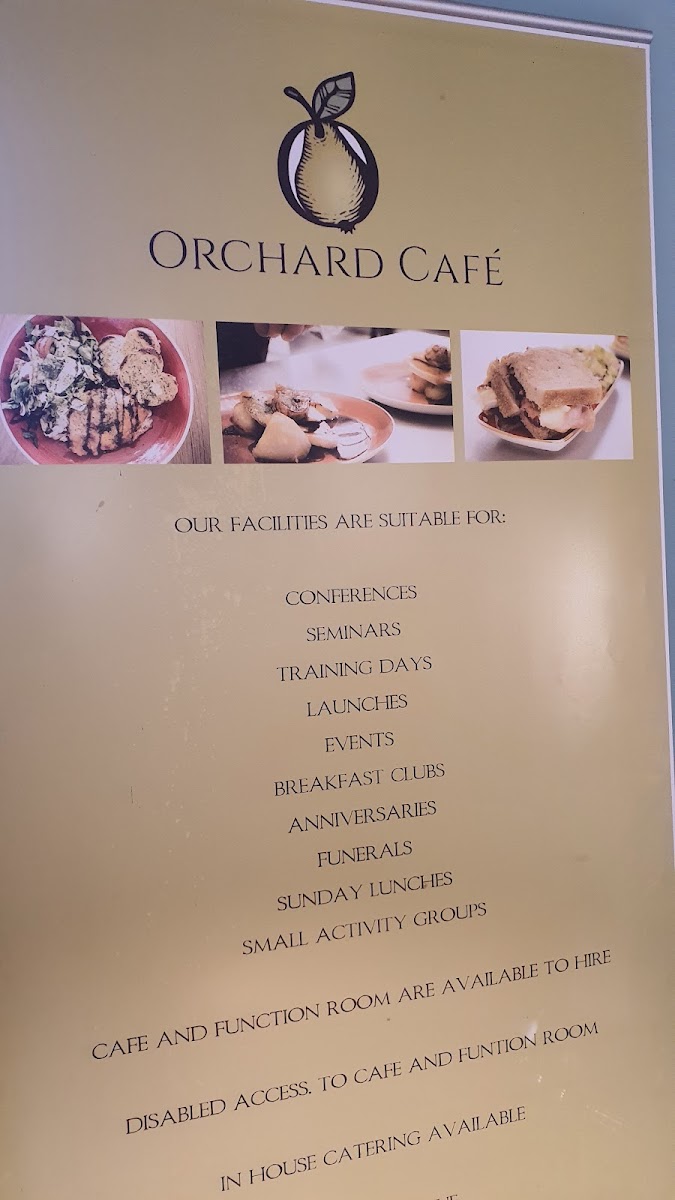 ORCHARD CAFÉ
OUR FACILITIES ARE SUITABLE FOR:
CONFERENCES
SEMINARS
TRAINING DAYS
LAUNCHES
EVENTS
BREAKFAST CLUBS
ANNIVERSARIES
FUNERALS
SUNDAY LUNCHES
SMALL ACTIVITY GROUPS
CAFE AND FUNCTION ROOM ARE AVAILABLE TO HIRE
DISABLED ACCESS. TO CAFE AND FUNTION ROOM
IN HOUSE CATERING AVAILABLE